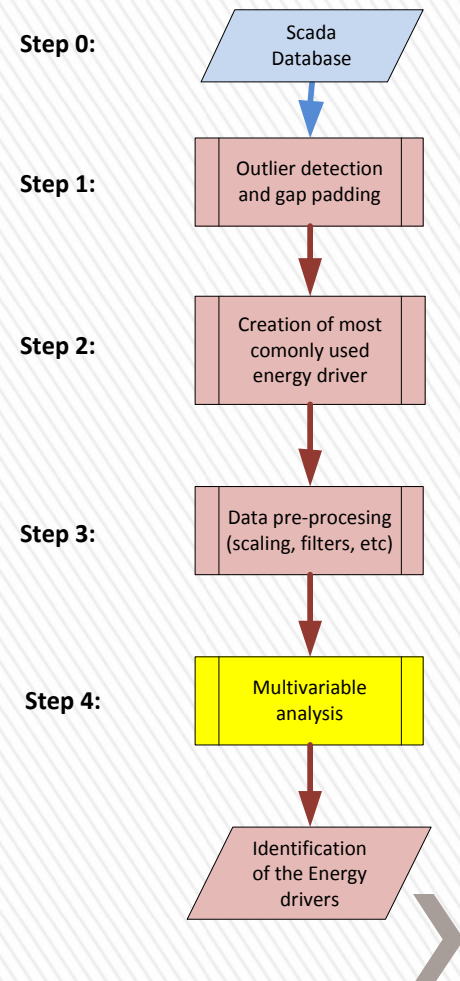 Step 0:
Scada
Database
Step 1:
Outlier detection
and gap padding
Step 2:
Creation of most
comonly used
energy driver
Step 3:
Data pre-procesing
(scaling, filters, etc)
Step 4:
Multivariable
analysis
Identification
of the Energy
drivers